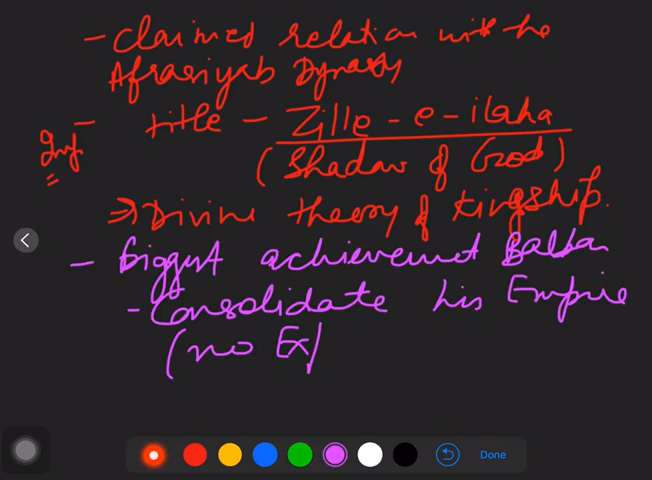 - Claimed relation with the
Afrasiyab Dynasty
Imp - title - Zille-e-ilaha
(Shadow of God)
⇒ Divine theory of Kingship.
- Biggest achievement Balban
- Consolidate his Empire
(no Ex
Done